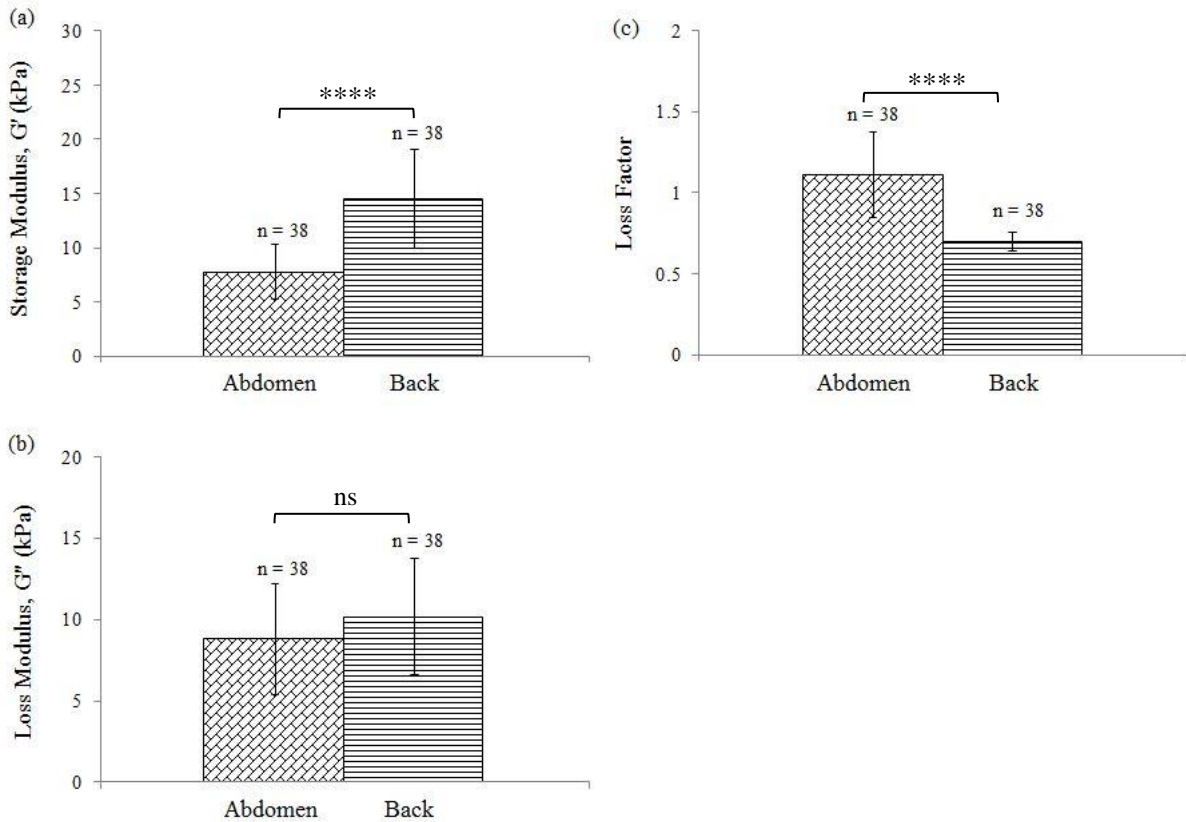 (a)
Storage Modulus, G' (kPa)
30
25
20
15
10
5
0
****
n = 38
n = 38
Abdomen
Back
(c)
Loss Factor
2
1.5
1
0.5
0
****
n = 38
n = 38
Abdomen
Back
(b)
Loss Modulus, G" (kPa)
20
15
10
5
0
ns
n = 38
n = 38
Abdomen
Back